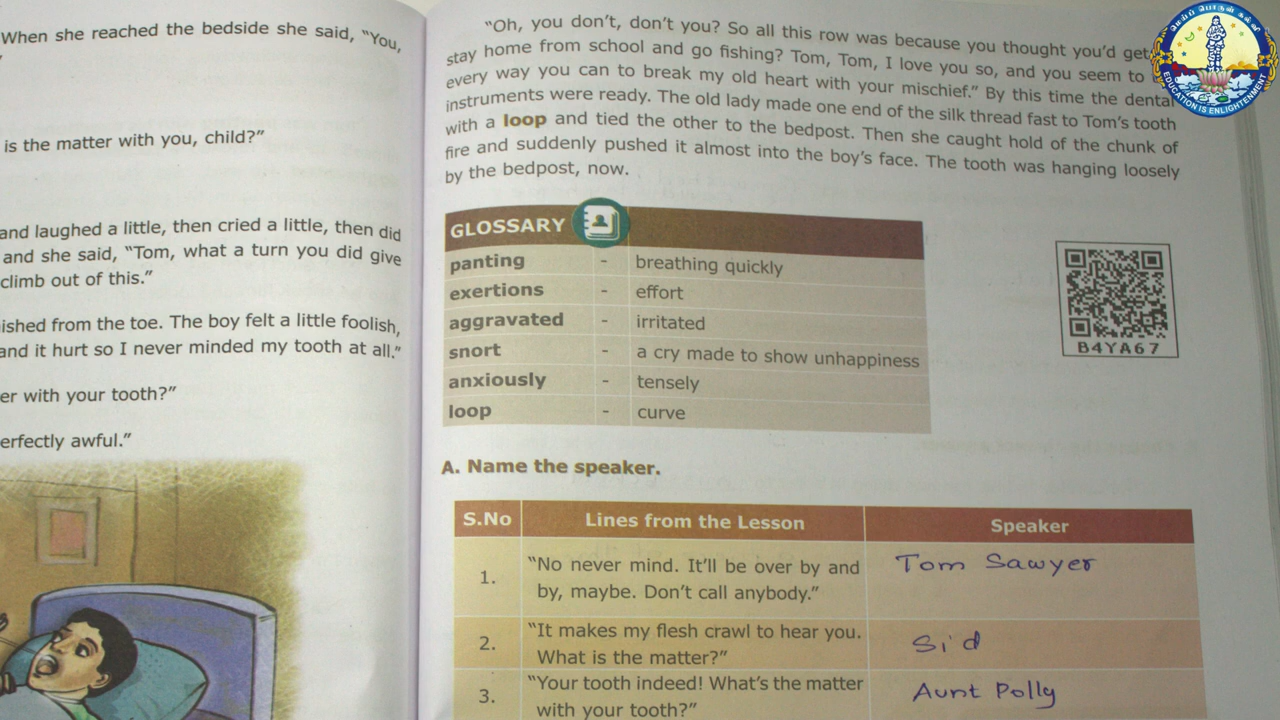 When she reached the bedside she said, “You,
is the matter with you, child?”
and laughed a little, then cried a little, then did
and she said, “Tom, what a turn you did give
climb out of this.”
ished from the toe. The boy felt a little foolish,
and it hurt so I never minded my tooth at all.”
er with your tooth?”
erfectly awful.”
“Oh, you don’t, don’t you? So all this row was because you thought you’d get
stay home from school and go fishing? Tom, Tom, I love you so, and you seem to
every way you can to break my old heart with your mischief.” By this time the dental
instruments were ready. The old lady made one end of the silk thread fast to Tom’s tooth
with a loop and tied the other to the bedpost. Then she caught hold of the chunk of
fire and suddenly pushed it almost into the boy’s face. The tooth was hanging loosely
by the bedpost, now.
GLOSSARY
panting - breathing quickly
exertions - effort
aggravated - irritated
snort - a cry made to show unhappiness
anxiously - tensely
loop - curve
B4YA67
A. Name the speaker.
S.No Lines from the Lesson Speaker
1. “No never mind. It’ll be over by and Tom Sawyer
by, maybe. Don’t call anybody.”
2. “It makes my flesh crawl to hear you. Sid
What is the matter?”
3. “Your tooth indeed! What’s the matter Aunt Polly
with your tooth?”
மெய்ப் பொருள் கல்வி
EDUCATION IS ENLIGHTENMENT